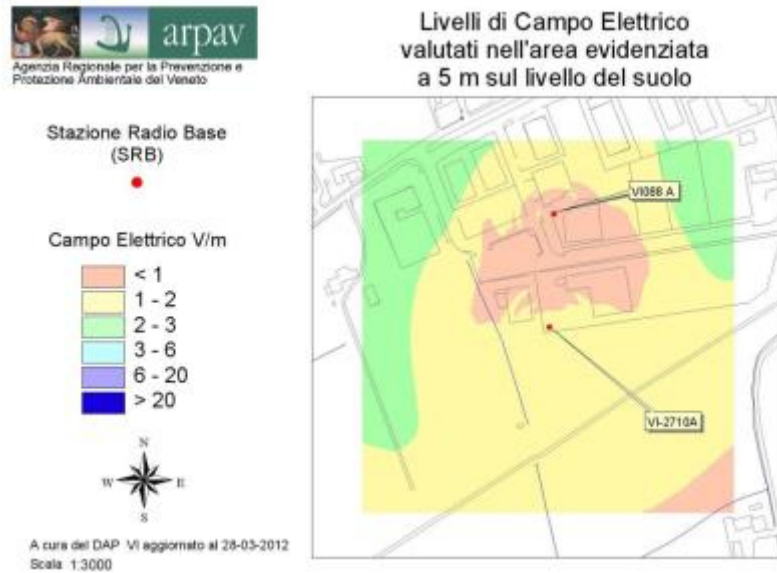 arpav
Agenzia Regionale per la Prevenzione e
Protezione Ambientale del Veneto
Livelli di Campo Elettrico
valutati nell'area evidenziata
a 5 m sul livello del suolo
Stazione Radio Base
(SRB)
Campo Elettrico V/m
< 1
1 - 2
2 - 3
3 - 6
6 - 20
> 20
N
W E
S
A cura del DAP VI aggiornato al 28-03-2012
Scala 1:3000
VI088 A
VI-2710A